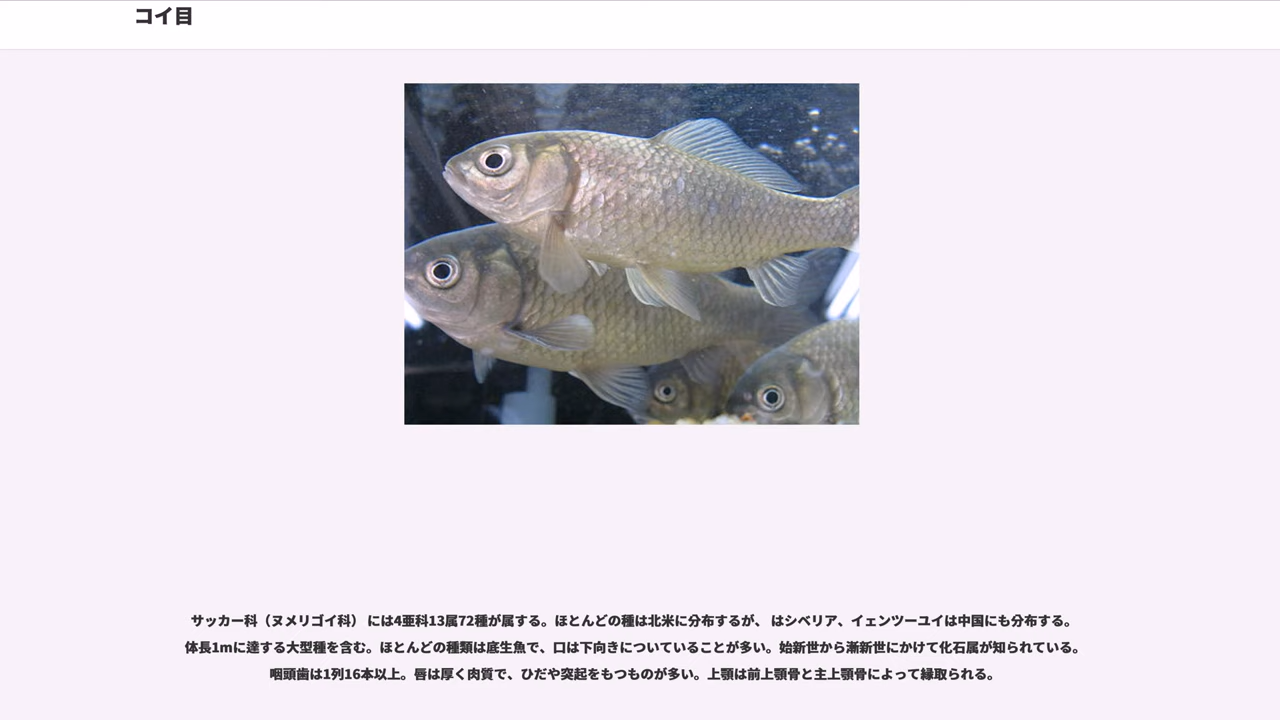 コイ目
サッカー科（ヌメリゴイ科） には4亜科13属72種が属する。ほとんどの種は北米に分布するが、 はシベリア、イェンツーユイは中国にも分布する。
体長1mに達する大型種を含む。ほとんどの種類は底生魚で、口は下向きについていることが多い。始新世から漸新世にかけて化石属が知られている。
咽頭歯は1列16本以上。唇は厚く肉質で、ひだや突起をもつものが多い。上顎は前上顎骨と主上顎骨によって縁取られる。